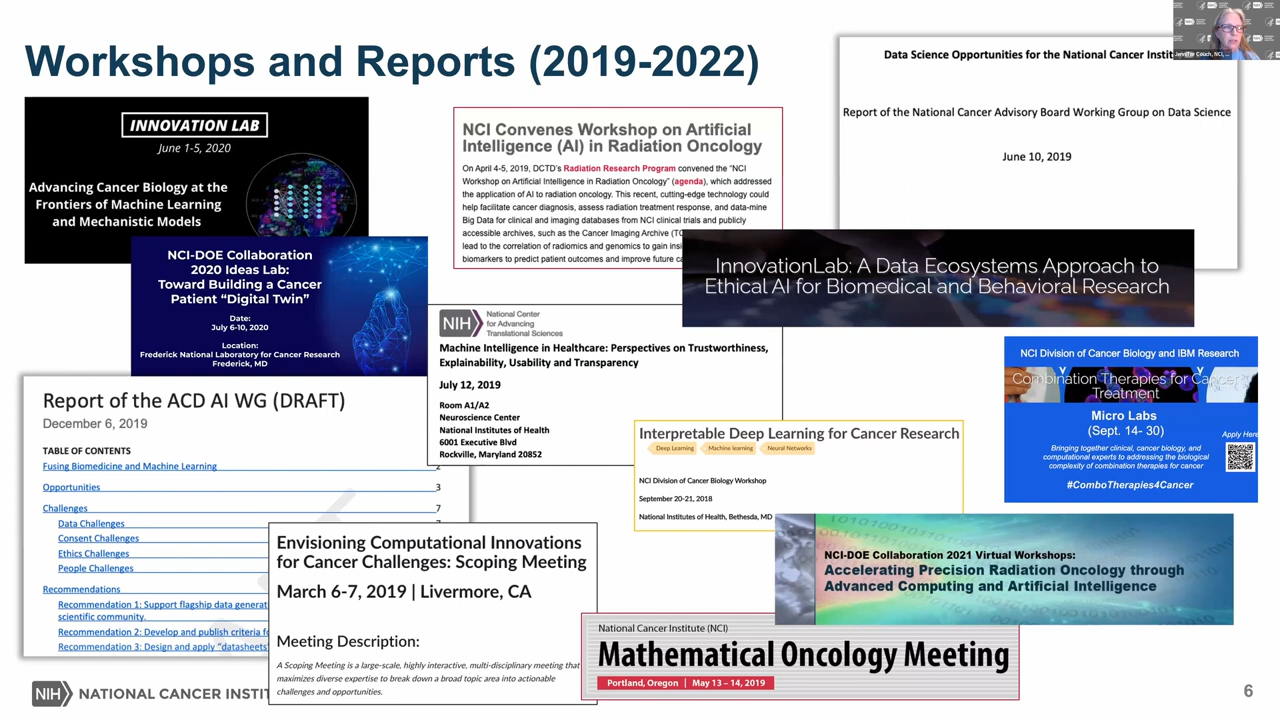 Workshops and Reports (2019-2022)
INNOVATION LAB
June 1-5, 2020
Advancing Cancer Biology at the
Frontiers of Machine Learning
and Mechanistic Models
NCI-DOE Collaboration
2020 Ideas Lab:
Toward Building a Cancer
Patient “Digital Twin”
Date:
July 6-10, 2020
Location:
Frederick National Laboratory for Cancer Research
Frederick, MD
NCI Convenes Workshop on Artificial
Intelligence (AI) in Radiation Oncology
On April 4-5, 2019, DCTD's Radiation Research Program convened the “NCI
Workshop on Artificial Intelligence in Radiation Oncology” (agenda), which addressed
the application of AI to radiation oncology. This recent, cutting-edge technology could
help facilitate cancer diagnosis, assess radiation treatment response, and data-mine
Big Data for clinical and imaging databases from NCI clinical trials and publicly
accessible archives, such as the Cancer Imaging Archive (TC
lead to the correlation of radiomics and genomics to gain insi
biomarkers to predict patient outcomes and improve future ca
Data Science Opportunities for the National Cancer Instit
Report of the National Cancer Advisory Board Working Group on Data Science
June 10, 2019
Jennifer Couch, NCI, ...
InnovationLab: A Data Ecosystems Approach to
Ethical AI for Biomedical and Behavioral Research
NIH
National Center
for Advancing
Translational Sciences
Machine Intelligence in Healthcare: Perspectives on Trustworthiness,
Explainability, Usability and Transparency
July 12, 2019
Room A1/A2
Neuroscience Center
National Institutes of Health
6001 Executive Blvd
Rockville, Maryland 20852
NCI Division of Cancer Biology and IBM Research
Combination Therapies for Cancer
Treatment
Micro Labs
(Sept. 14- 30)
Apply Here
Bringing together clinical, cancer biology, and
computational experts to addressing the biological
complexity of combination therapies for cancer
#ComboTherapies4Cancer
Report of the ACD AI WG (DRAFT)
December 6, 2019
TABLE OF CONTENTS
Fusing Biomedicine and Machine Learning 2
Opportunities 3
Challenges 7
Data Challenges 7
Consent Challenges
Ethics Challenges
People Challenges
Recommendations
Recommendation 1: Support flagship data generat
scientific community.
Recommendation 2: Develop and publish criteria fo
Recommendation 3: Design and apply “datasheets”
Interpretable Deep Learning for Cancer Research
Deep Learning Machine learning Neural Networks
NCI Division of Cancer Biology Workshop
September 20-21, 2018
National Institutes of Health, Bethesda, MD
Envisioning Computational Innovations
for Cancer Challenges: Scoping Meeting
March 6-7, 2019 | Livermore, CA
Meeting Description:
A Scoping Meeting is a large-scale, highly interactive, multi-disciplinary meeting that
maximizes diverse expertise to break down a broad topic area into actionable
challenges and opportunities.
NCI-DOE Collaboration 2021 Virtual Workshops:
Accelerating Precision Radiation Oncology through
Advanced Computing and Artificial Intelligence
National Cancer Institute (NCI)
Mathematical Oncology Meeting
Portland, Oregon | May 13 – 14, 2019
NIH NATIONAL CANCER INSTIT
6